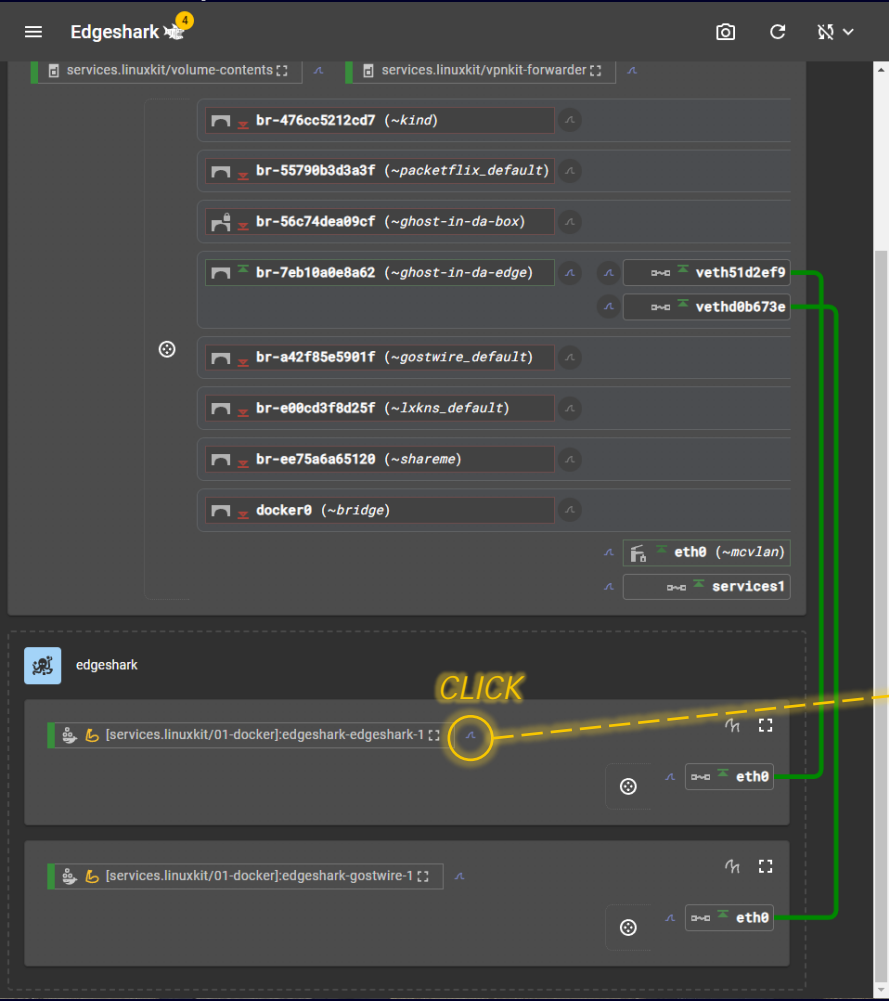 Edgeshark 4
services.linuxkit/volume-contents services.linuxkit/vpnkit-forwarder
br-476cc5212cd7 (~kind)
br-55790b3d3a3f (~packetflix_default)
br-56c74dea09cf (~ghost-in-da-box)
br-7eb10a0e8a62 (~ghost-in-da-edge) veth51d2ef9
vethd0b673e
br-a42f85e5901f (~gostwire_default)
br-e00cd3f8d25f (~lxkns_default)
br-ee75a6a65120 (~shareme)
docker0 (~bridge)
eth0 (~mcvlan)
services1
edgeshark
CLICK
[services.linuxkit/01-docker]:edgeshark-edgeshark-1
eth0
[services.linuxkit/01-docker]:edgeshark-gostwire-1
eth0